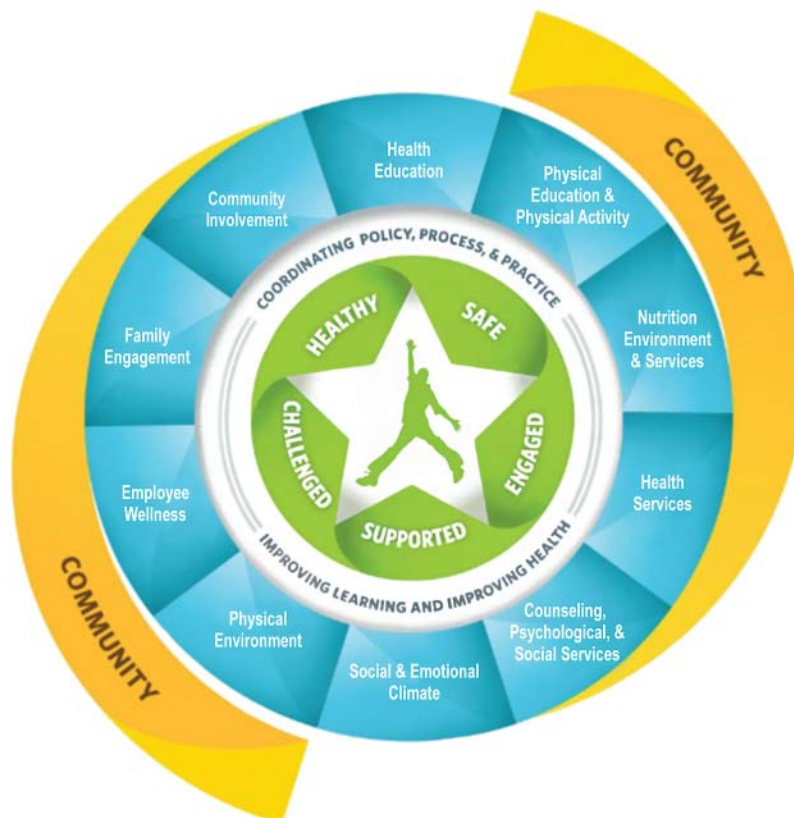 COMMUNITY
Health
Education
Physical
Education &
Physical Activity
Nutrition
Environment
& Services
Health
Services
Counseling,
Psychological, &
Social Services
Social & Emotional
Climate
Physical
Environment
Employee
Wellness
Family
Engagement
Community
Involvement
COORDINATING POLICY, PROCESS, & PRACTICE
IMPROVING LEARNING AND IMPROVING HEALTH
HEALTHY
SAFE
ENGAGED
SUPPORTED
CHALLENGED
COMMUNITY